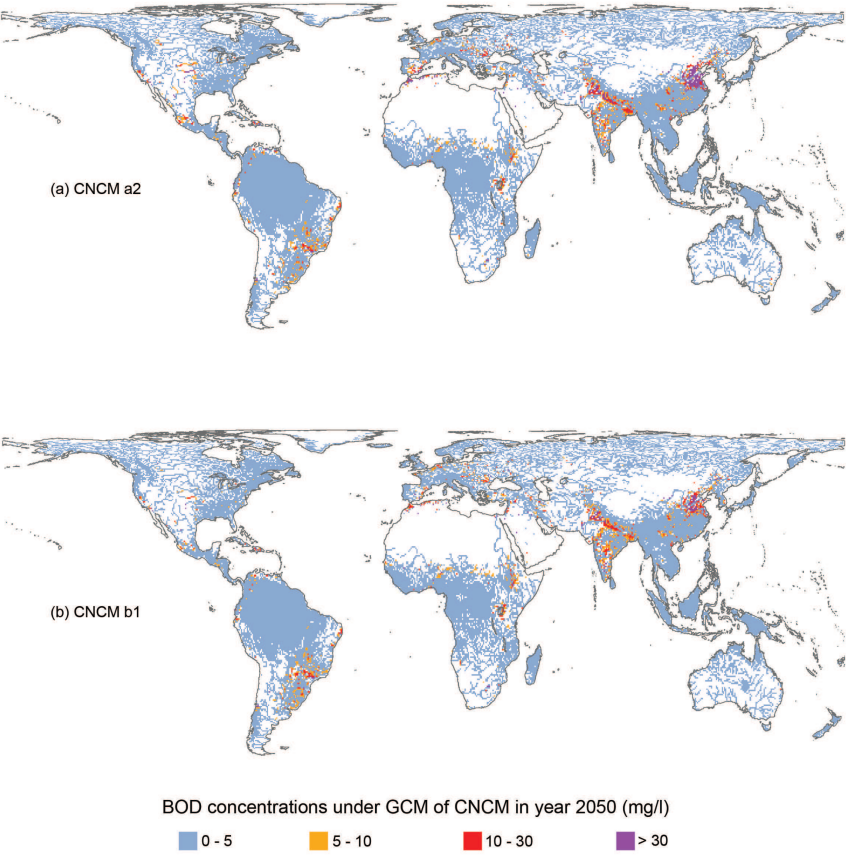 (a) CNCM a2
(b) CNCM b1
BOD concentrations under GCM of CNCM in year 2050 (mg/l)
0 - 5 5 - 10 10 - 30 > 30